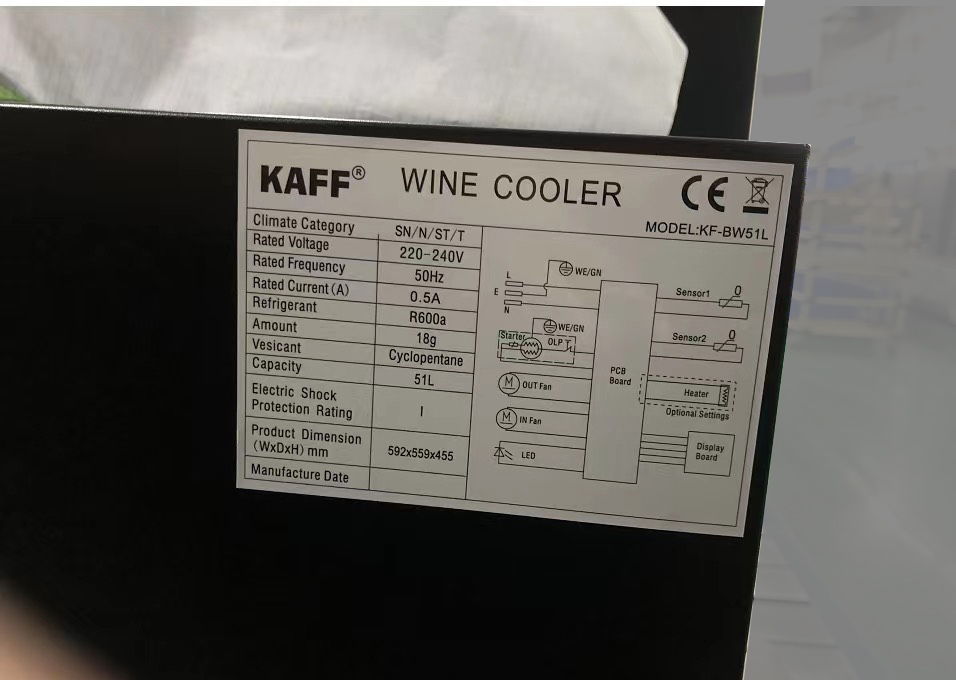 KAFF® WINE COOLER CE
MODEL:KF-BW51L
Climate Category SN/N/ST/T
Rated Voltage 220-240V
Rated Frequency 50Hz
Rated Current (A) 0.5A
Refrigerant R600a
Amount 18g
Vesicant Cyclopentane
Capacity 51L
Electric Shock
Protection Rating I
Product Dimension
(WxDxH) mm 592x559x455
Manufacture Date
L
WE/GN
E
N
WE/GN
Starter OLP
M OUT Fan
M IN Fan
LED
PCB
Board
Sensor1 0
Sensor2 0
Heater
Optional Settings
Display
Board